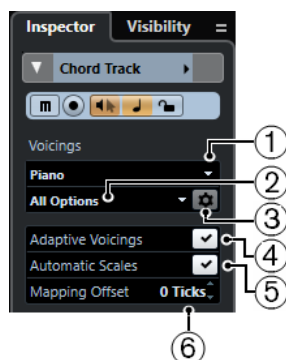 Inspector Visibility
Chord Track
m
Voicings
1
Piano
2
All Options
3
Adaptive Voicings
4
Automatic Scales
5
Mapping Offset 0 Ticks
6